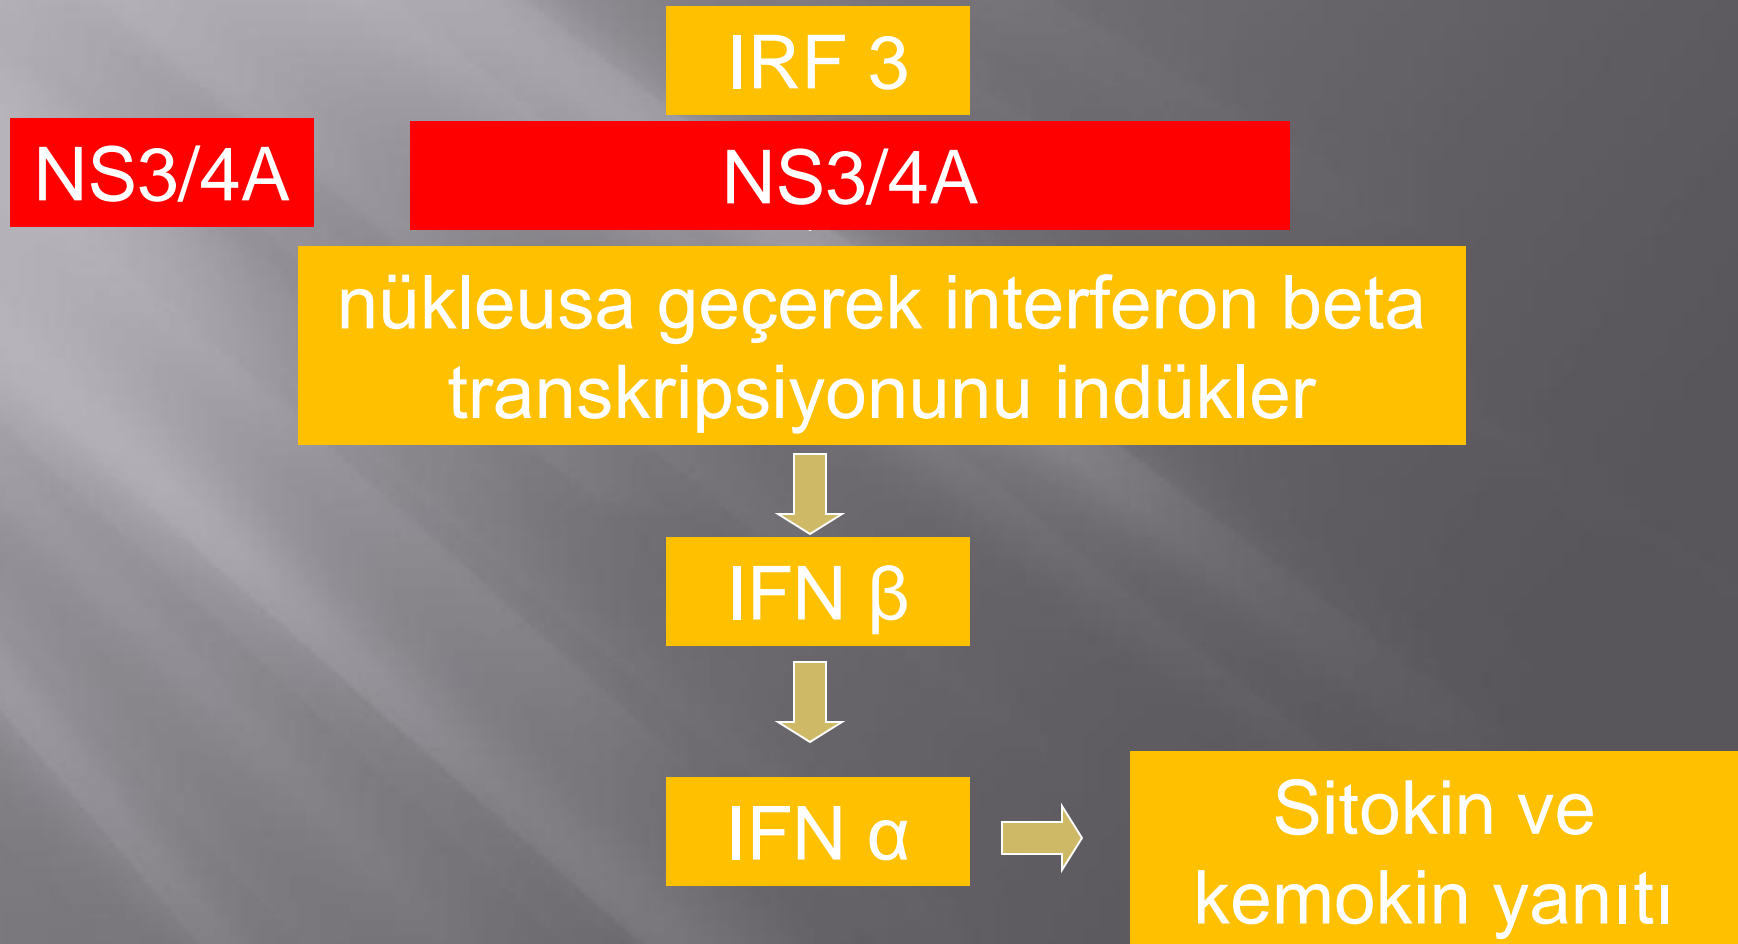 IRF 3
NS3/4A
NS3/4A
nükleusa geçerek interferon beta
transkripsiyonunu indükler
IFN β
IFN α
Sitokin ve
kemokin yanıtı